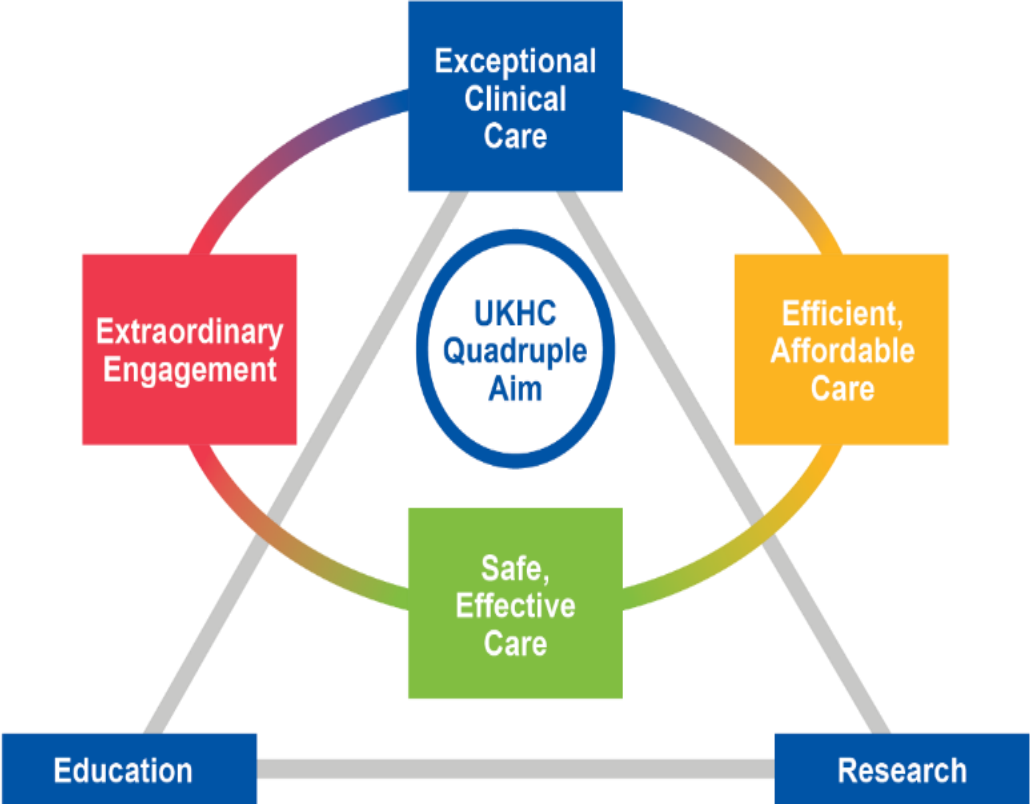 Exceptional
Clinical
Care
Extraordinary
Engagement
UKHC
Quadruple
Aim
Efficient,
Affordable
Care
Safe,
Effective
Care
Education
Research